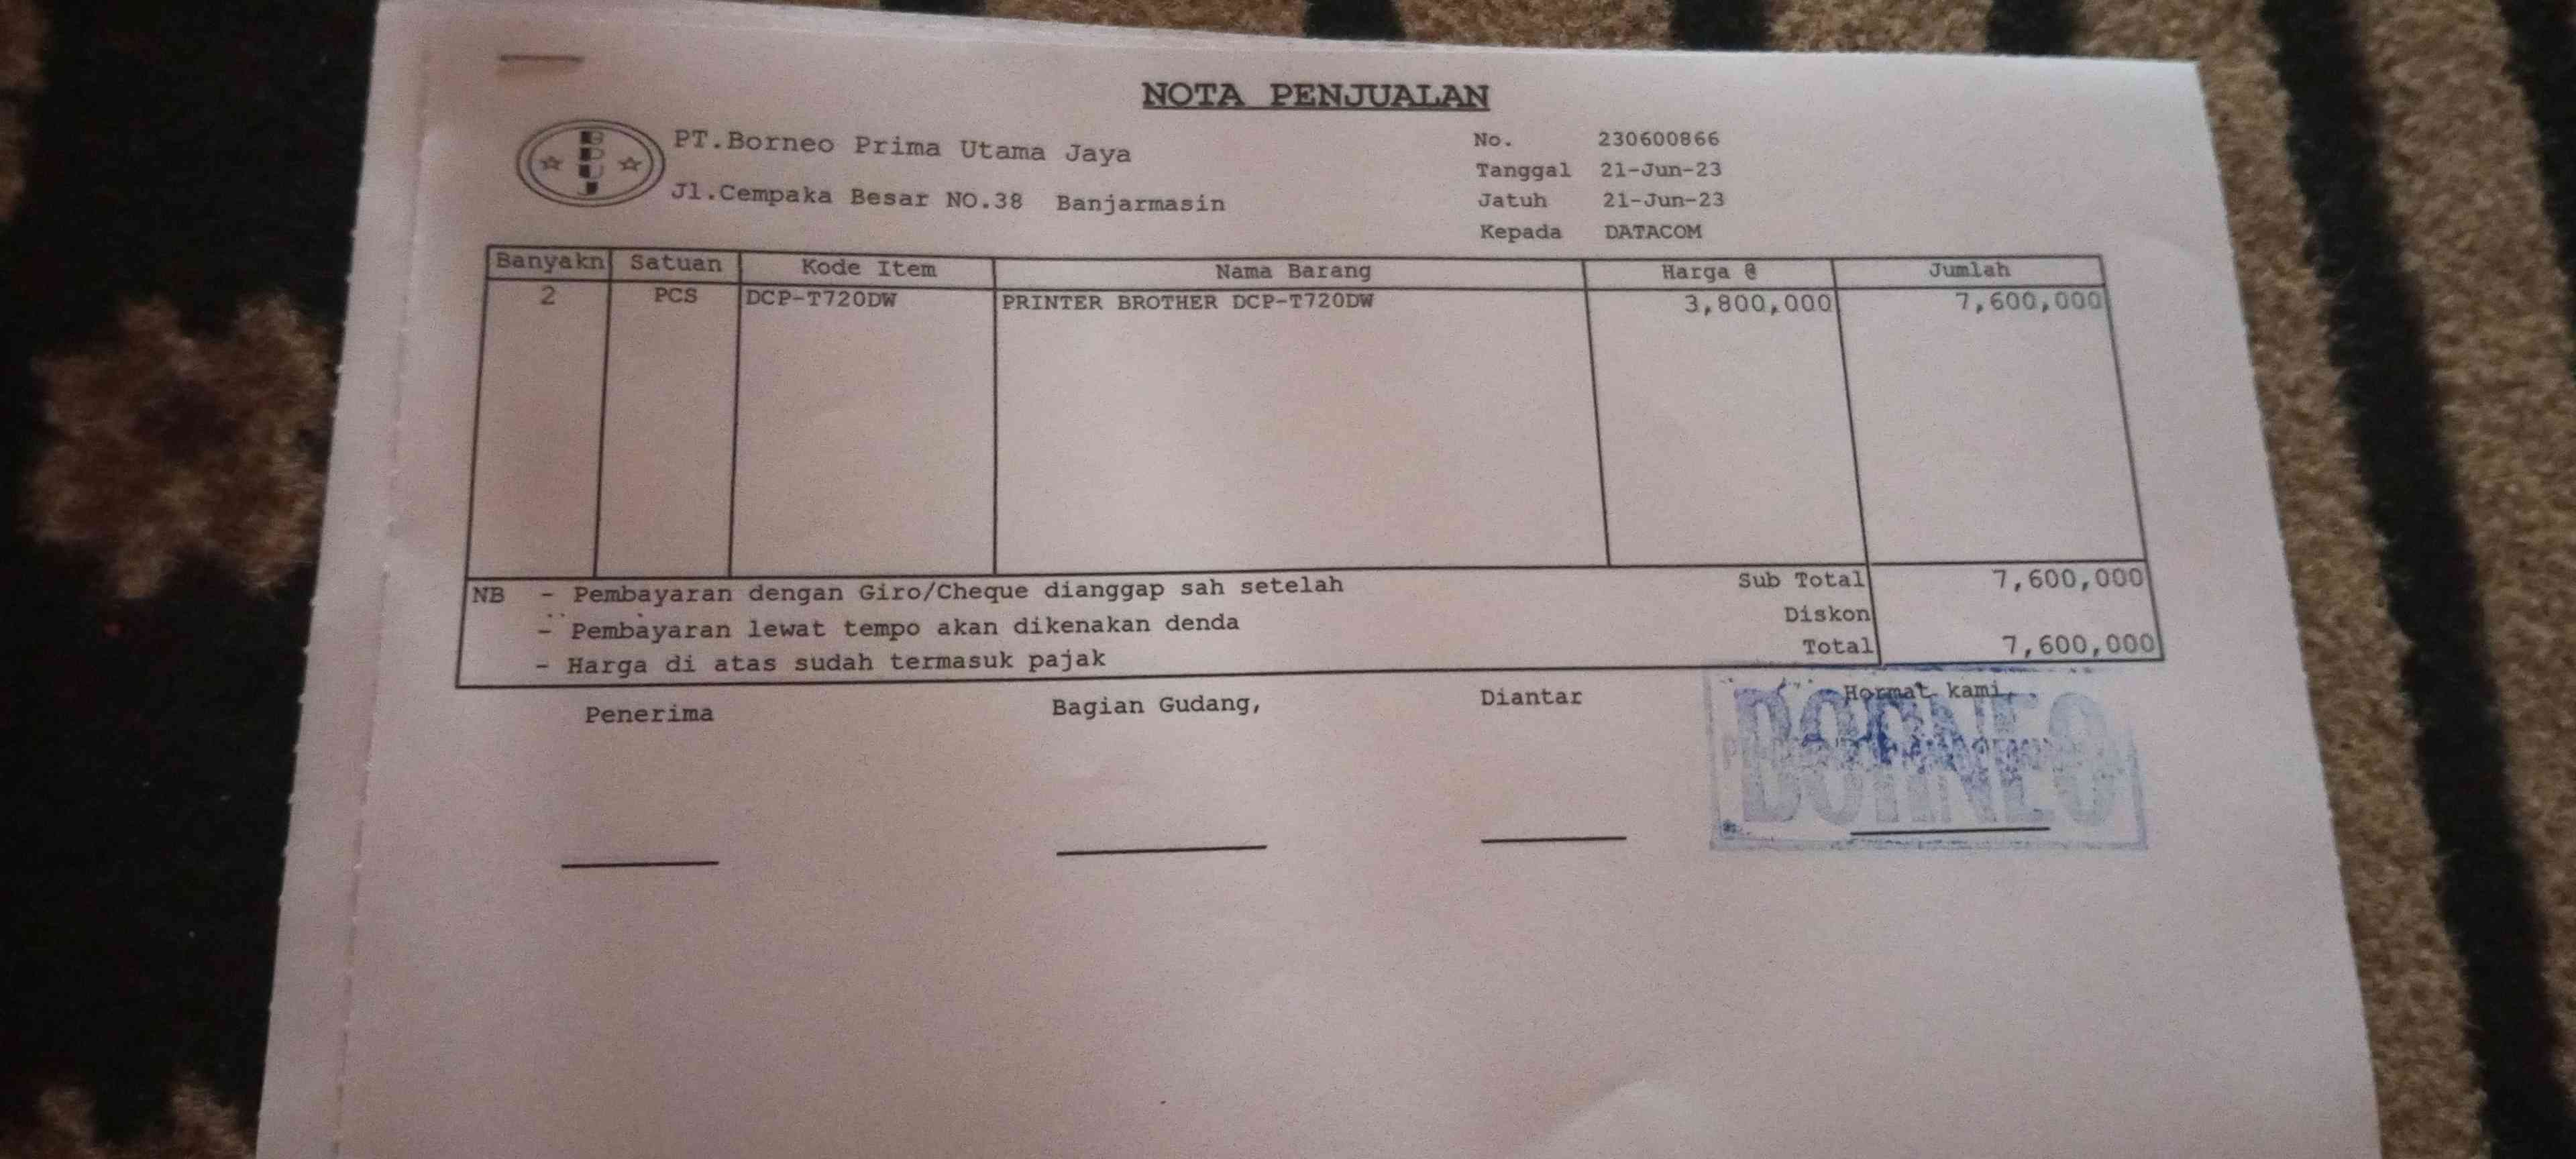 NOTA PENJUALAN
BPUJ
PT.Borneo Prima Utama Jaya
Jl.Cempaka Besar NO.38 Banjarmasin
No. 230600866
Tanggal 21-Jun-23
Jatuh 21-Jun-23
Kepada DATACOM
Banyakn Satuan Kode Item Nama Barang Harga @ Jumlah
2 PCS DCP-T720DW PRINTER BROTHER DCP-T720DW 3,800,000 7,600,000
NB - Pembayaran dengan Giro/Cheque dianggap sah setelah
- Pembayaran lewat tempo akan dikenakan denda
- Harga di atas sudah termasuk pajak
Sub Total 7,600,000
Diskon
Total 7,600,000
Penerima Bagian Gudang, Diantar Hormat kami,
BORNEO